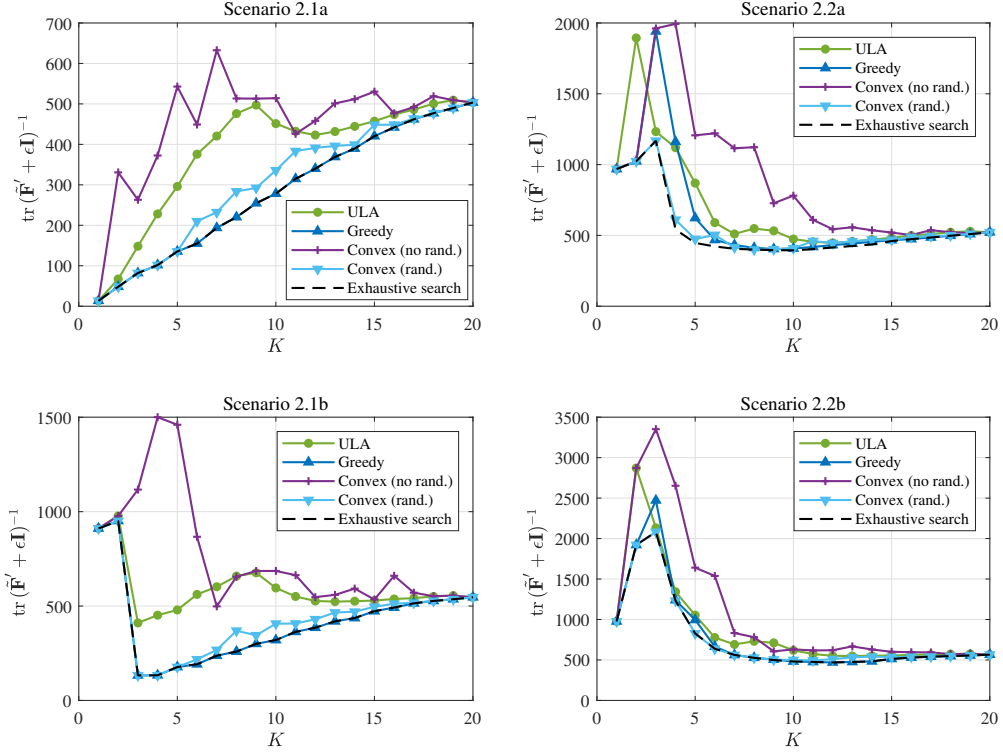 Scenario 2.1a
700
600
500
400
300
200
100
0
tr (F̃′ + ϵI)⁻¹
0 5 10 15 20
K
ULA
Greedy
Convex (no rand.)
Convex (rand.)
Exhaustive search
Scenario 2.2a
2000
1500
1000
500
0
tr (F̃′ + ϵI)⁻¹
0 5 10 15 20
K
ULA
Greedy
Convex (no rand.)
Convex (rand.)
Exhaustive search
Scenario 2.1b
1500
1000
500
0
tr (F̃′ + ϵI)⁻¹
0 5 10 15 20
K
ULA
Greedy
Convex (no rand.)
Convex (rand.)
Exhaustive search
Scenario 2.2b
3500
3000
2500
2000
1500
1000
500
0
tr (F̃′ + ϵI)⁻¹
0 5 10 15 20
K
ULA
Greedy
Convex (no rand.)
Convex (rand.)
Exhaustive search